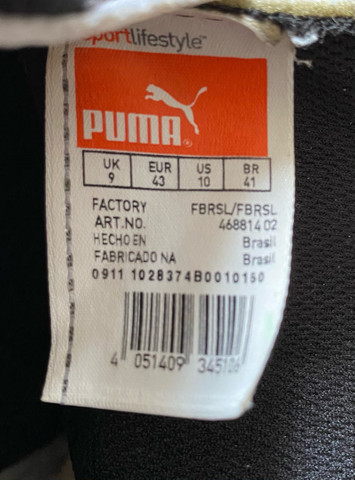 sportlifestyle™
PUMA®
UK EUR US BR
9 43 10 41
FACTORY FBRSL/FBRSL
ART.NO. 468814 02
HECHO EN Brasil
FABRICADO NA Brasil
0911 1028374B0010150
4 051409 345106